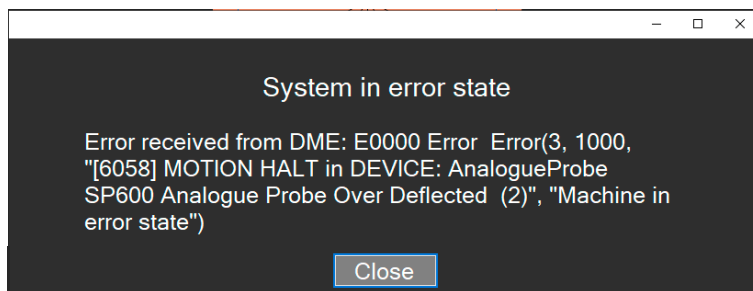 System in error state
Error received from DME: E0000 Error  Error(3, 1000,
"[6058] MOTION HALT in DEVICE: AnalogueProbe
SP600 Analogue Probe Over Deflected  (2)", "Machine in
error state")
Close